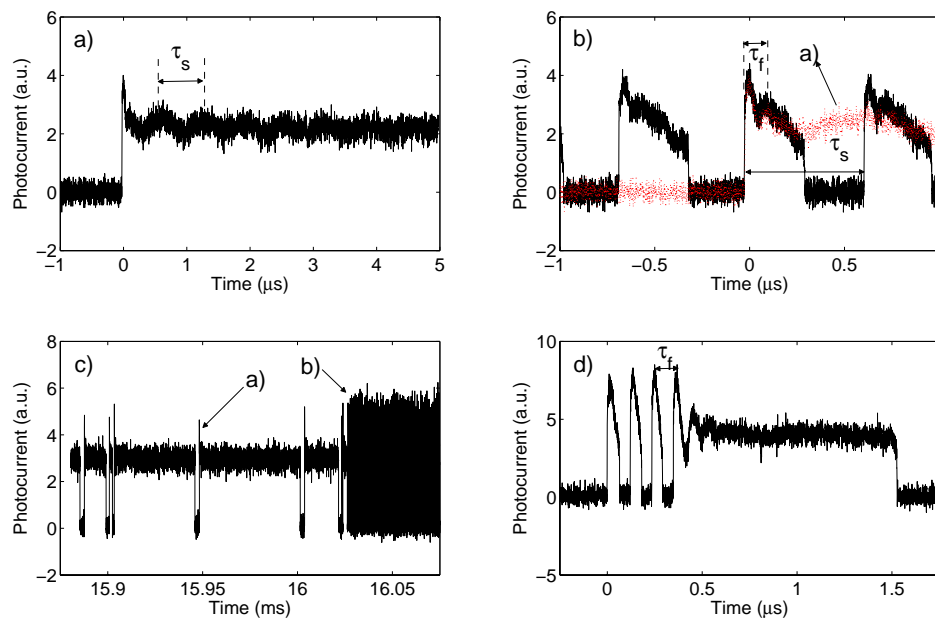 6
4
2
0
−2
Photocurrent (a.u.)
a)
τs
−1 0 1 2 3 4 5
Time (μs)
6
4
2
0
−2
Photocurrent (a.u.)
b)
τf
a)
τs
−1 −0.5 0 0.5
Time (μs)
8
6
4
2
0
−2
Photocurrent (a.u.)
c)
a)
b)
15.9 15.95 16 16.05
Time (ms)
10
5
0
−5
Photocurrent (a.u.)
d)
τf
0 0.5 1 1.5
Time (μs)